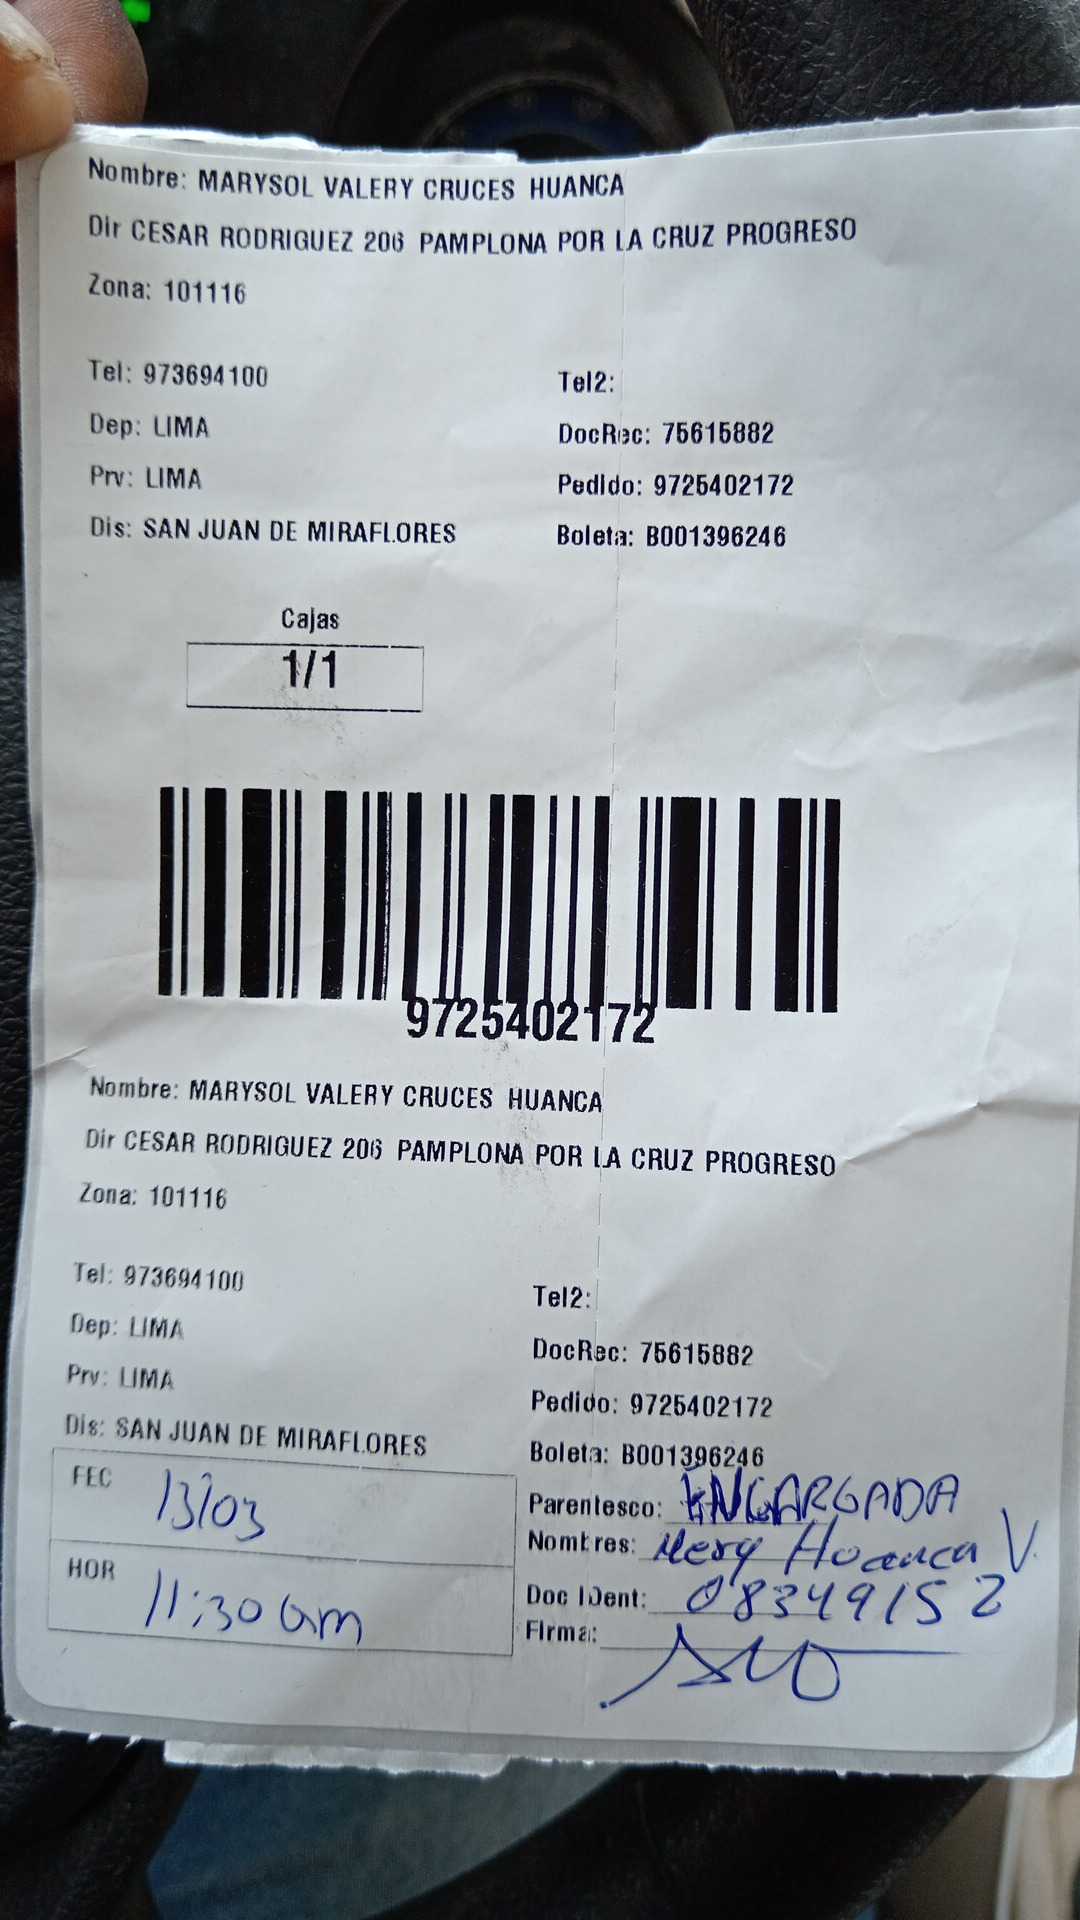 Nombre: MARYSOL VALERY CRUCES HUANCA
Dir CESAR RODRIGUEZ 206 PAMPLONA POR LA CRUZ PROGRESO
Zona: 101116
Tel: 973694100 Tel2:
Dep: LIMA DocRec: 75615882
Prv: LIMA Pedido: 9725402172
Dis: SAN JUAN DE MIRAFLORES Boleta: B001396246
Cajas
1/1
9725402172
Nombre: MARYSOL VALERY CRUCES HUANCA
Dir CESAR RODRIGUEZ 206 PAMPLONA POR LA CRUZ PROGRESO
Zona: 101116
Tel: 973694100 Tel2:
Dep: LIMA DocRec: 75615882
Prv: LIMA Pedido: 9725402172
Dis: SAN JUAN DE MIRAFLORES Boleta: B001396246
FEC 13/03 Parentesco: ENCARGADA
Nombres: Mery Huanca V.
HOR 11:30 am Doc Ident: 08349152
Firma: